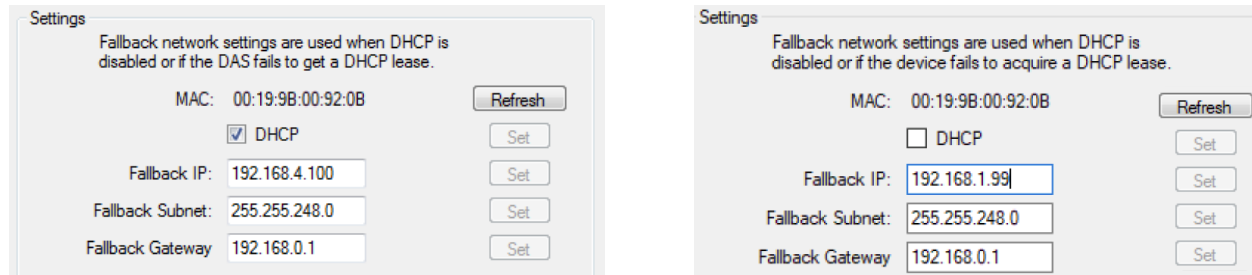 Settings
Fallback network settings are used when DHCP is
disabled or if the DAS fails to get a DHCP lease.
MAC: 00:19:9B:00:92:0B Refresh
DHCP Set
Fallback IP: 192.168.4.100 Set
Fallback Subnet: 255.255.248.0 Set
Fallback Gateway 192.168.0.1 Set
Settings
Fallback network settings are used when DHCP is
disabled or if the device fails to acquire a DHCP lease.
MAC: 00:19:9B:00:92:0B Refresh
DHCP Set
Fallback IP: 192.168.1.99 Set
Fallback Subnet: 255.255.248.0 Set
Fallback Gateway 192.168.0.1 Set